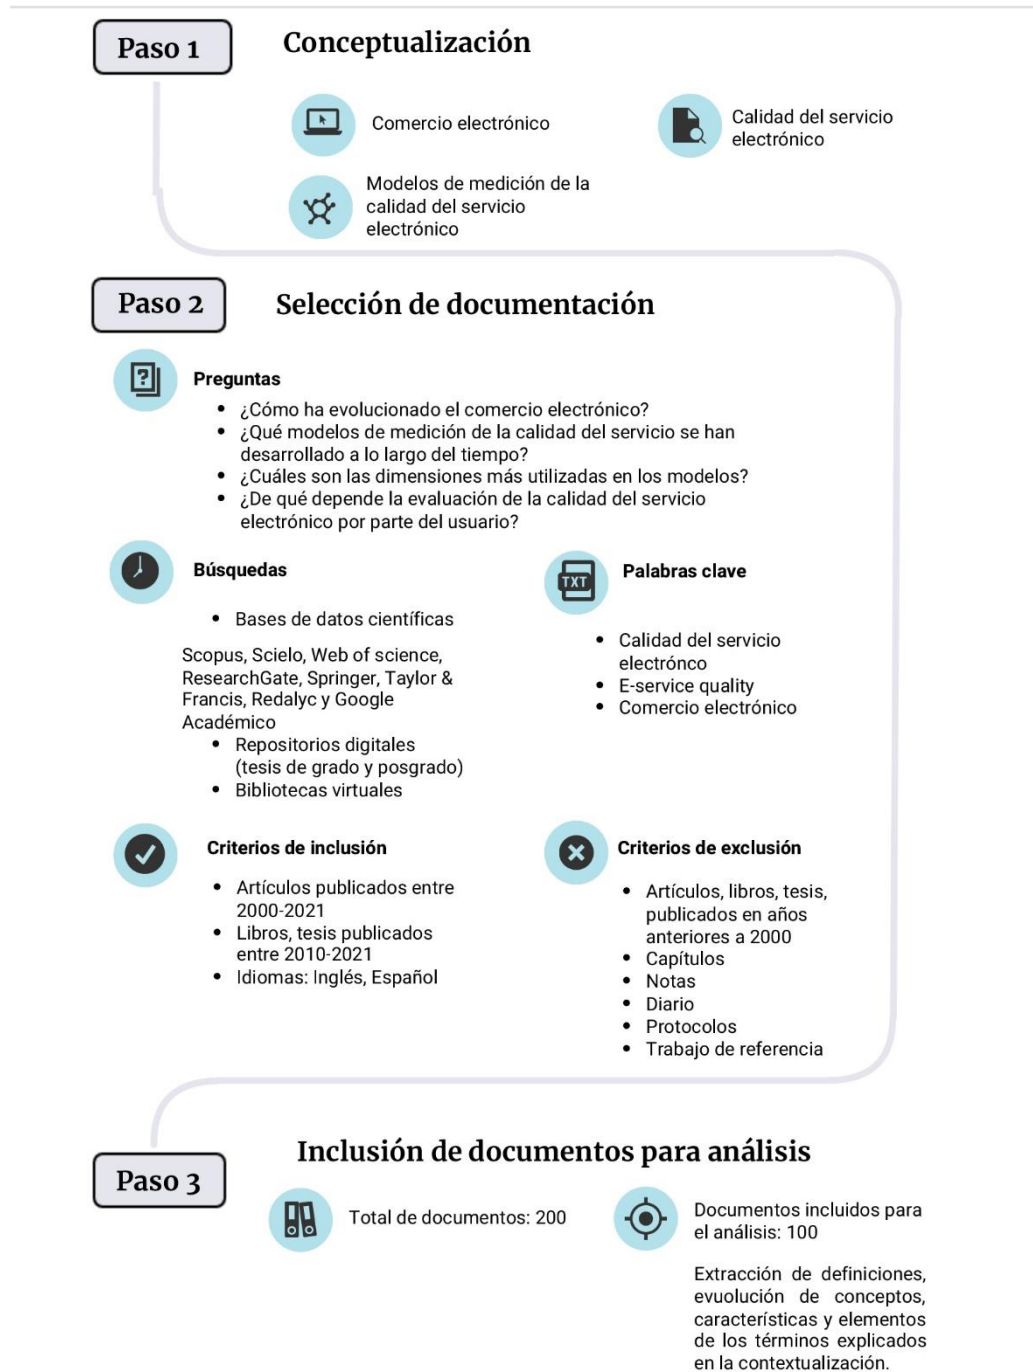 Paso 1
Conceptualización
Comercio electrónico
Calidad del servicio
electrónico
Modelos de medición de la
calidad del servicio
electrónico
Paso 2
Selección de documentación
?
Preguntas
• ¿Cómo ha evolucionado el comercio electrónico?
• ¿Qué modelos de medición de la calidad del servicio se han
desarrollado a lo largo del tiempo?
• ¿Cuáles son las dimensiones más utilizadas en los modelos?
• ¿De qué depende la evaluación de la calidad del servicio
electrónico por parte del usuario?
Búsquedas
• Bases de datos científicas
Scopus, Scielo, Web of science,
ResearchGate, Springer, Taylor &
Francis, Redalyc y Google
Académico
• Repositorios digitales
(tesis de grado y posgrado)
• Bibliotecas virtuales
TXT
Palabras clave
• Calidad del servicio
electrónco
• E-service quality
• Comercio electrónico
Criterios de inclusión
• Artículos publicados entre
2000-2021
• Libros, tesis publicados
entre 2010-2021
• Idiomas: Inglés, Español
Criterios de exclusión
• Artículos, libros, tesis,
publicados en años
anteriores a 2000
• Capítulos
• Notas
• Diario
• Protocolos
• Trabajo de referencia
Paso 3
Inclusión de documentos para análisis
Total de documentos: 200
Documentos incluidos para
el análisis: 100
Extracción de definiciones,
evuolución de conceptos,
características y elementos
de los términos explicados
en la contextualización.